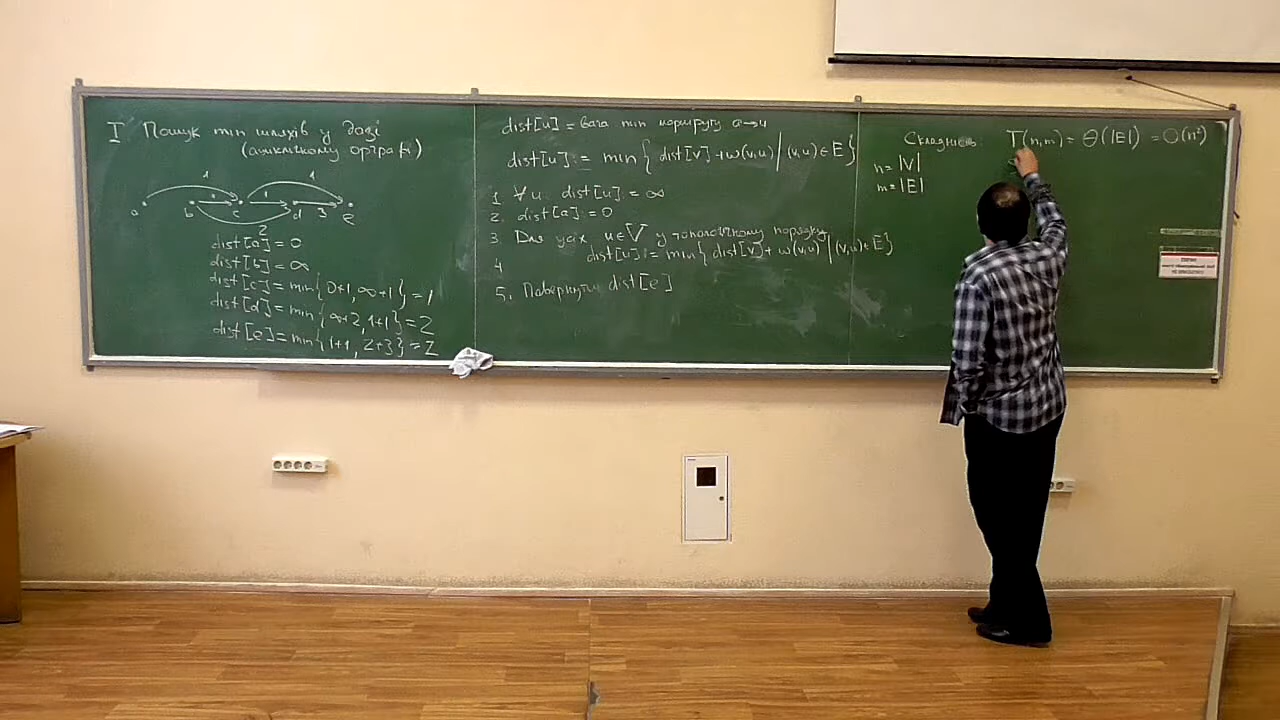 I Пошук min шляхів у дазі
(ациклічному орграфі)
1 1
a b c d e
1 1 3
2
dist[a] = 0
dist[b] = ∞
dist[c] = min{0+1, ∞+1} = 1
dist[d] = min{∞+2, 1+1} = 2
dist[e] = min{1+1, 2+3} = 2
dist[u] = вага min маршруту a→u
dist[u] := min{ dist[v] + w(v,u) / (v,u) ∈ E }
1 ∀u dist[u] = ∞
2. dist[a] = 0
3. Для усіх u∈V у топологічному порядку
4 dist[u] = min{ dist[v] + w(v,u) / (v,u) ∈ E }
5. Повернути dist[e]
Складність: T(n,m) = Θ(|E|) = O(n²)
n = |V|
m = |E|